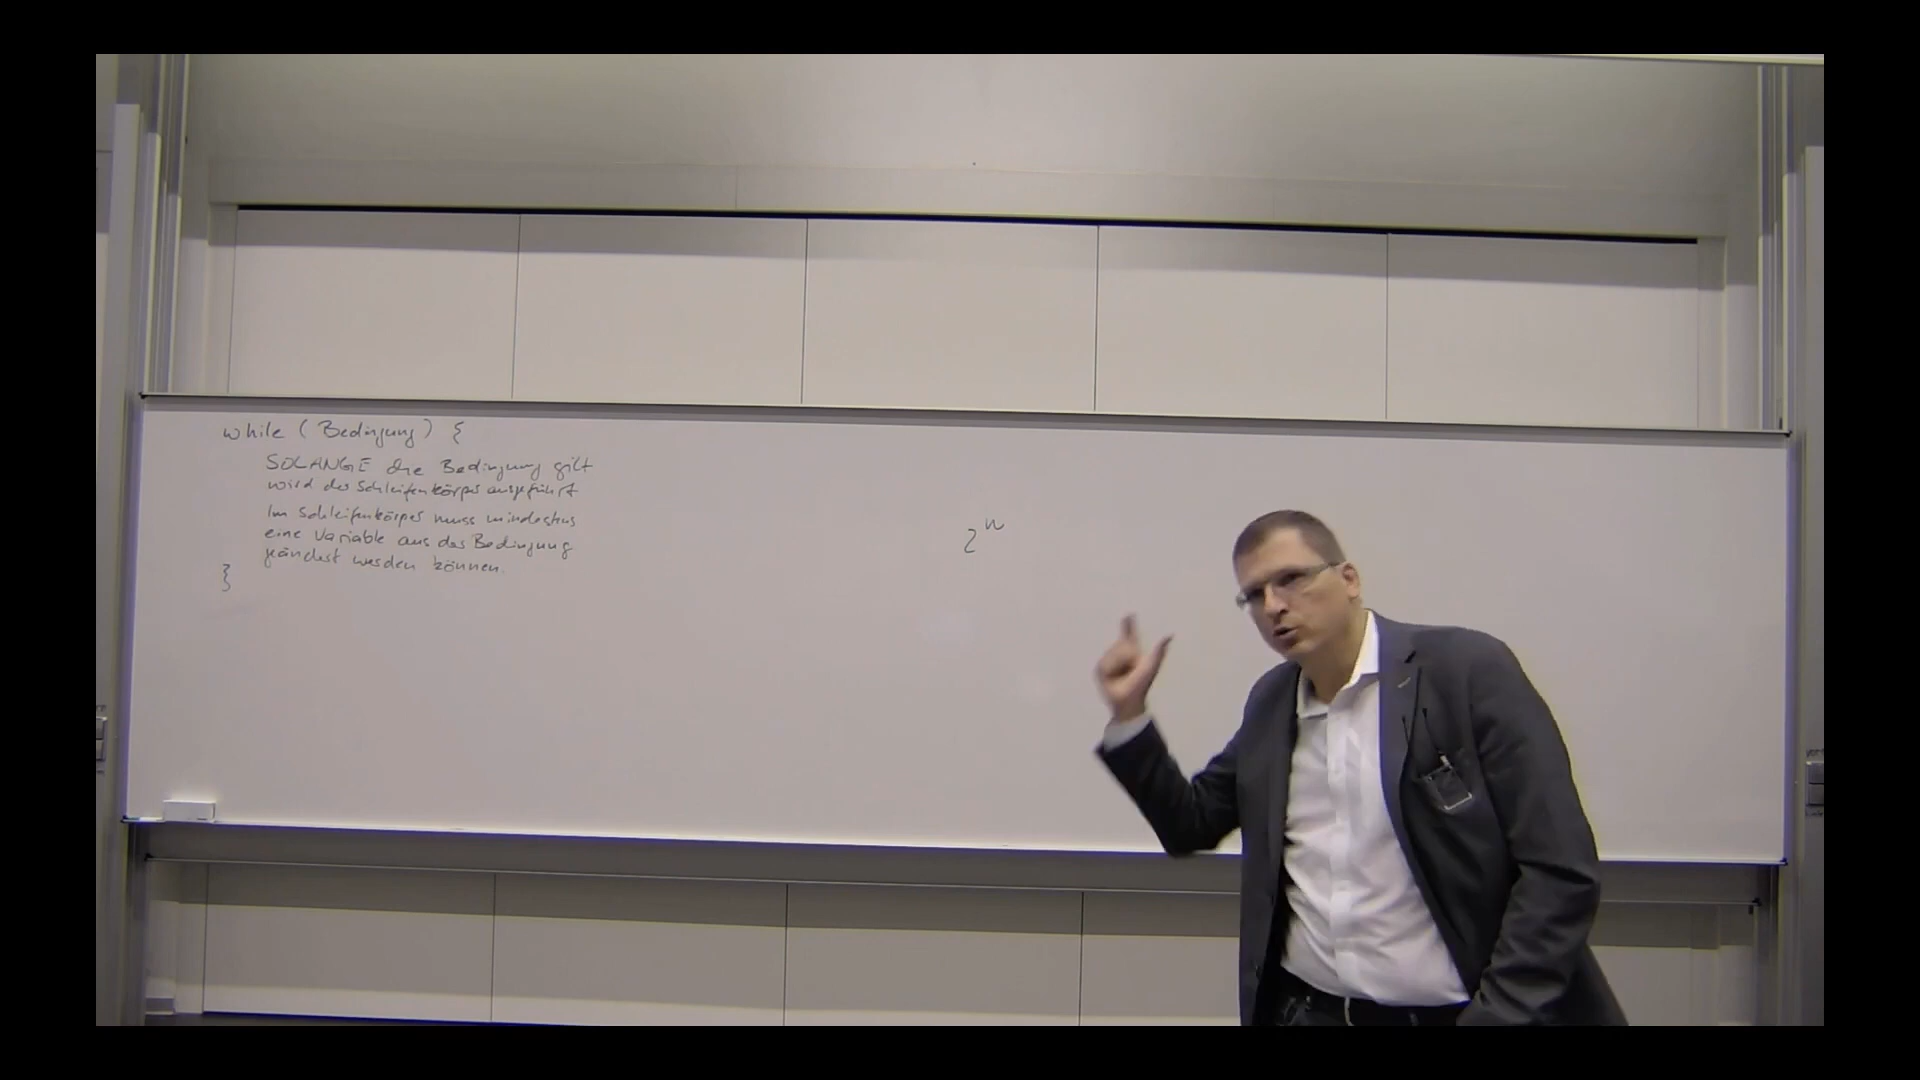 while (Bedingung) {
SOLANGE die Bedingung gilt
wird der Schleifenkörper ausgeführt
Im Schleifenkörper muss mindestens
eine Variable aus der Bedingung
geändert werden können.
}
2^n